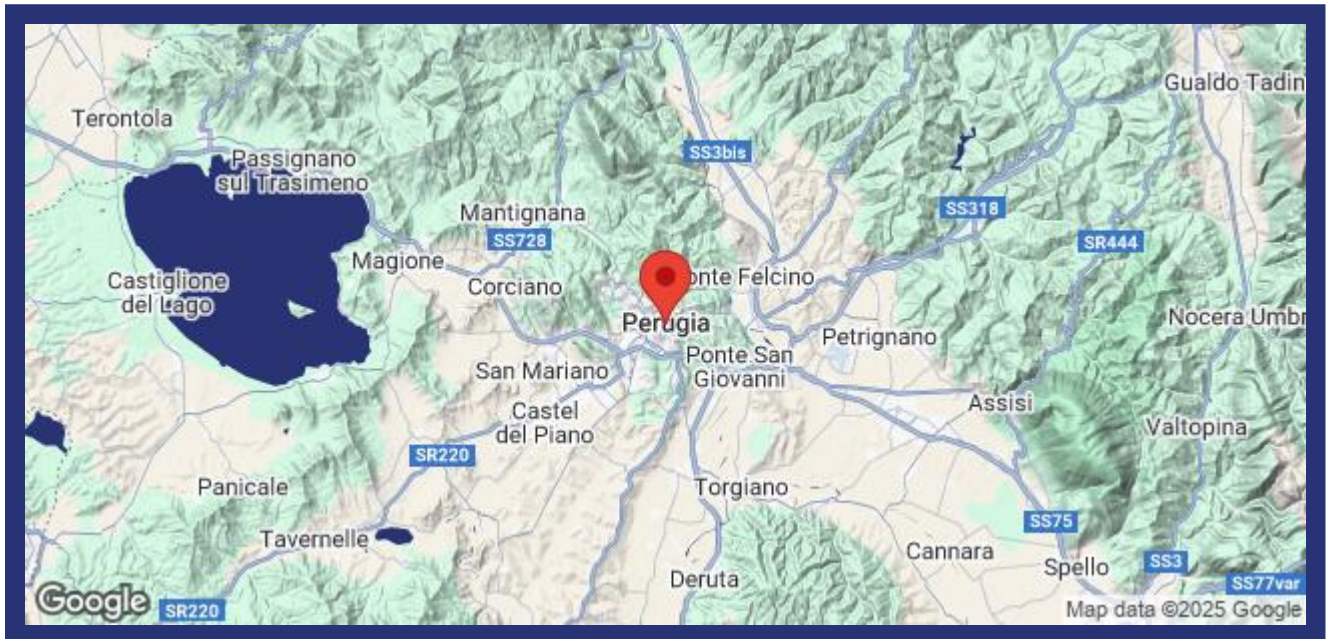 Gualdo Tadin
Terontola
Passignano
sul Trasimeno
SS3bis
Mantignana
SS318
SS728
SR444
Magione
Castiglione
del Lago
Corciano
onte Felcino
Perugia
Nocera Umbr
Petrignano
Ponte San
Giovanni
San Mariano
Assisi
Castel
del Piano
Valtopina
SR220
Panicale
Torgiano
SS75
Tavernelle
Cannara
SS3
Spello
Deruta
SS77var
Google
SR220
Map data ©2025 Google